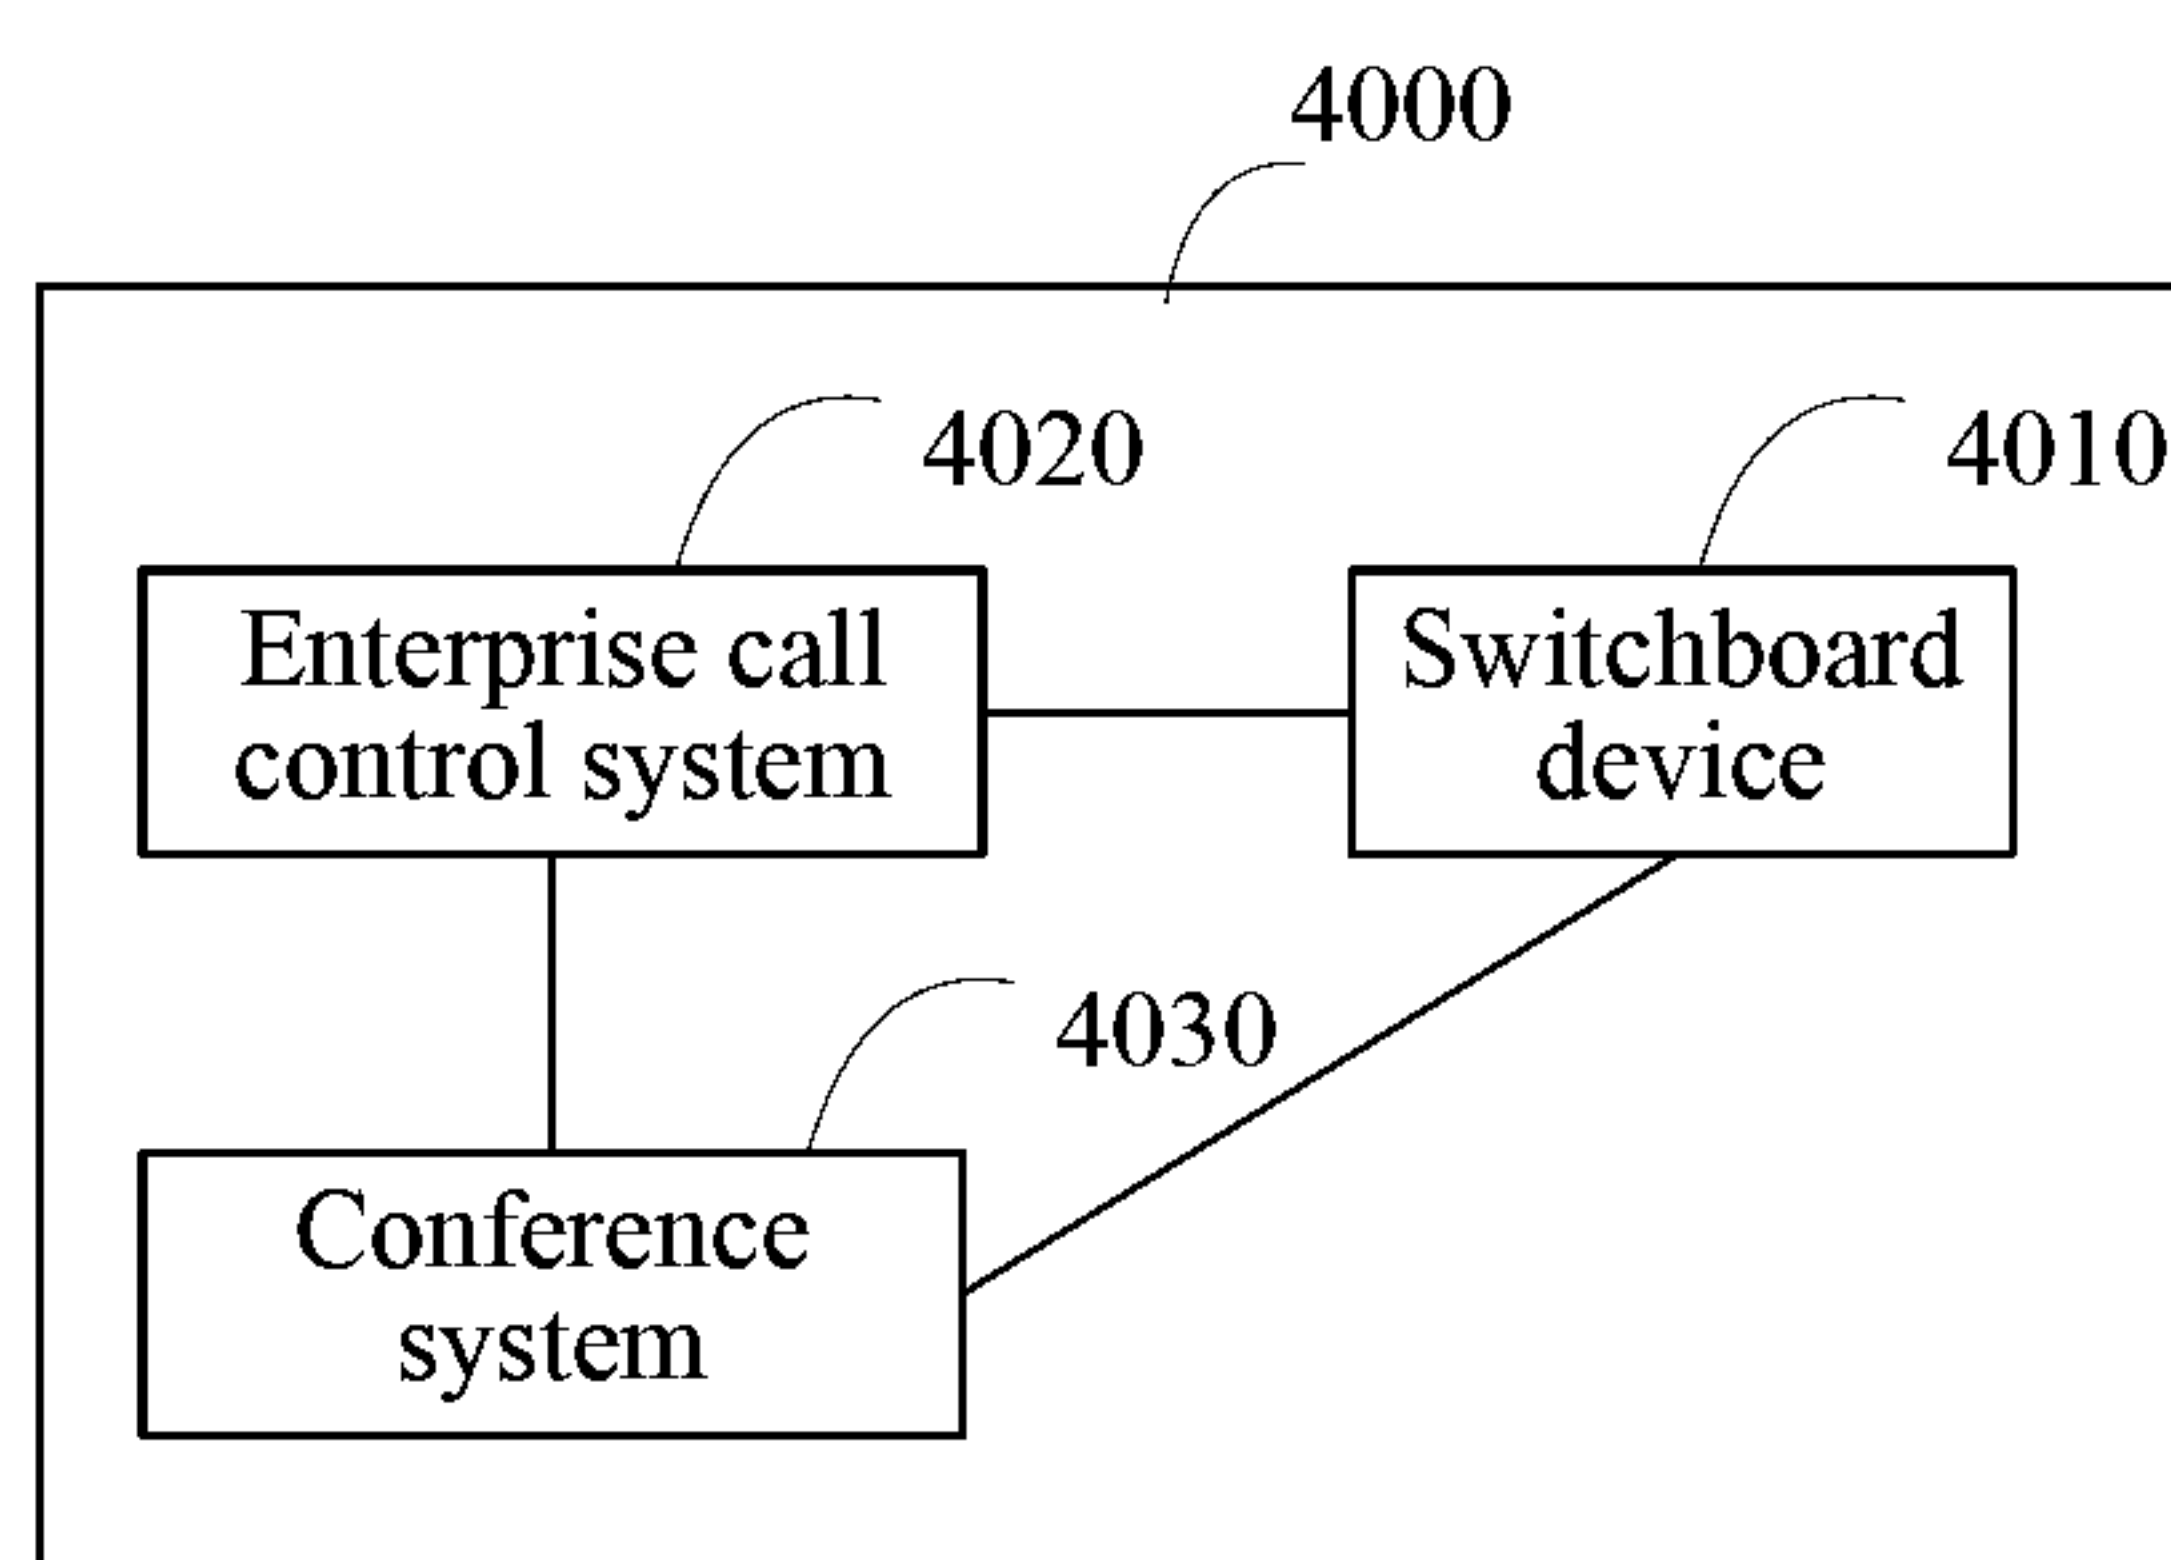 4000
4020
4010
Enterprise call
control system
Switchboard
device
4030
Conference
system